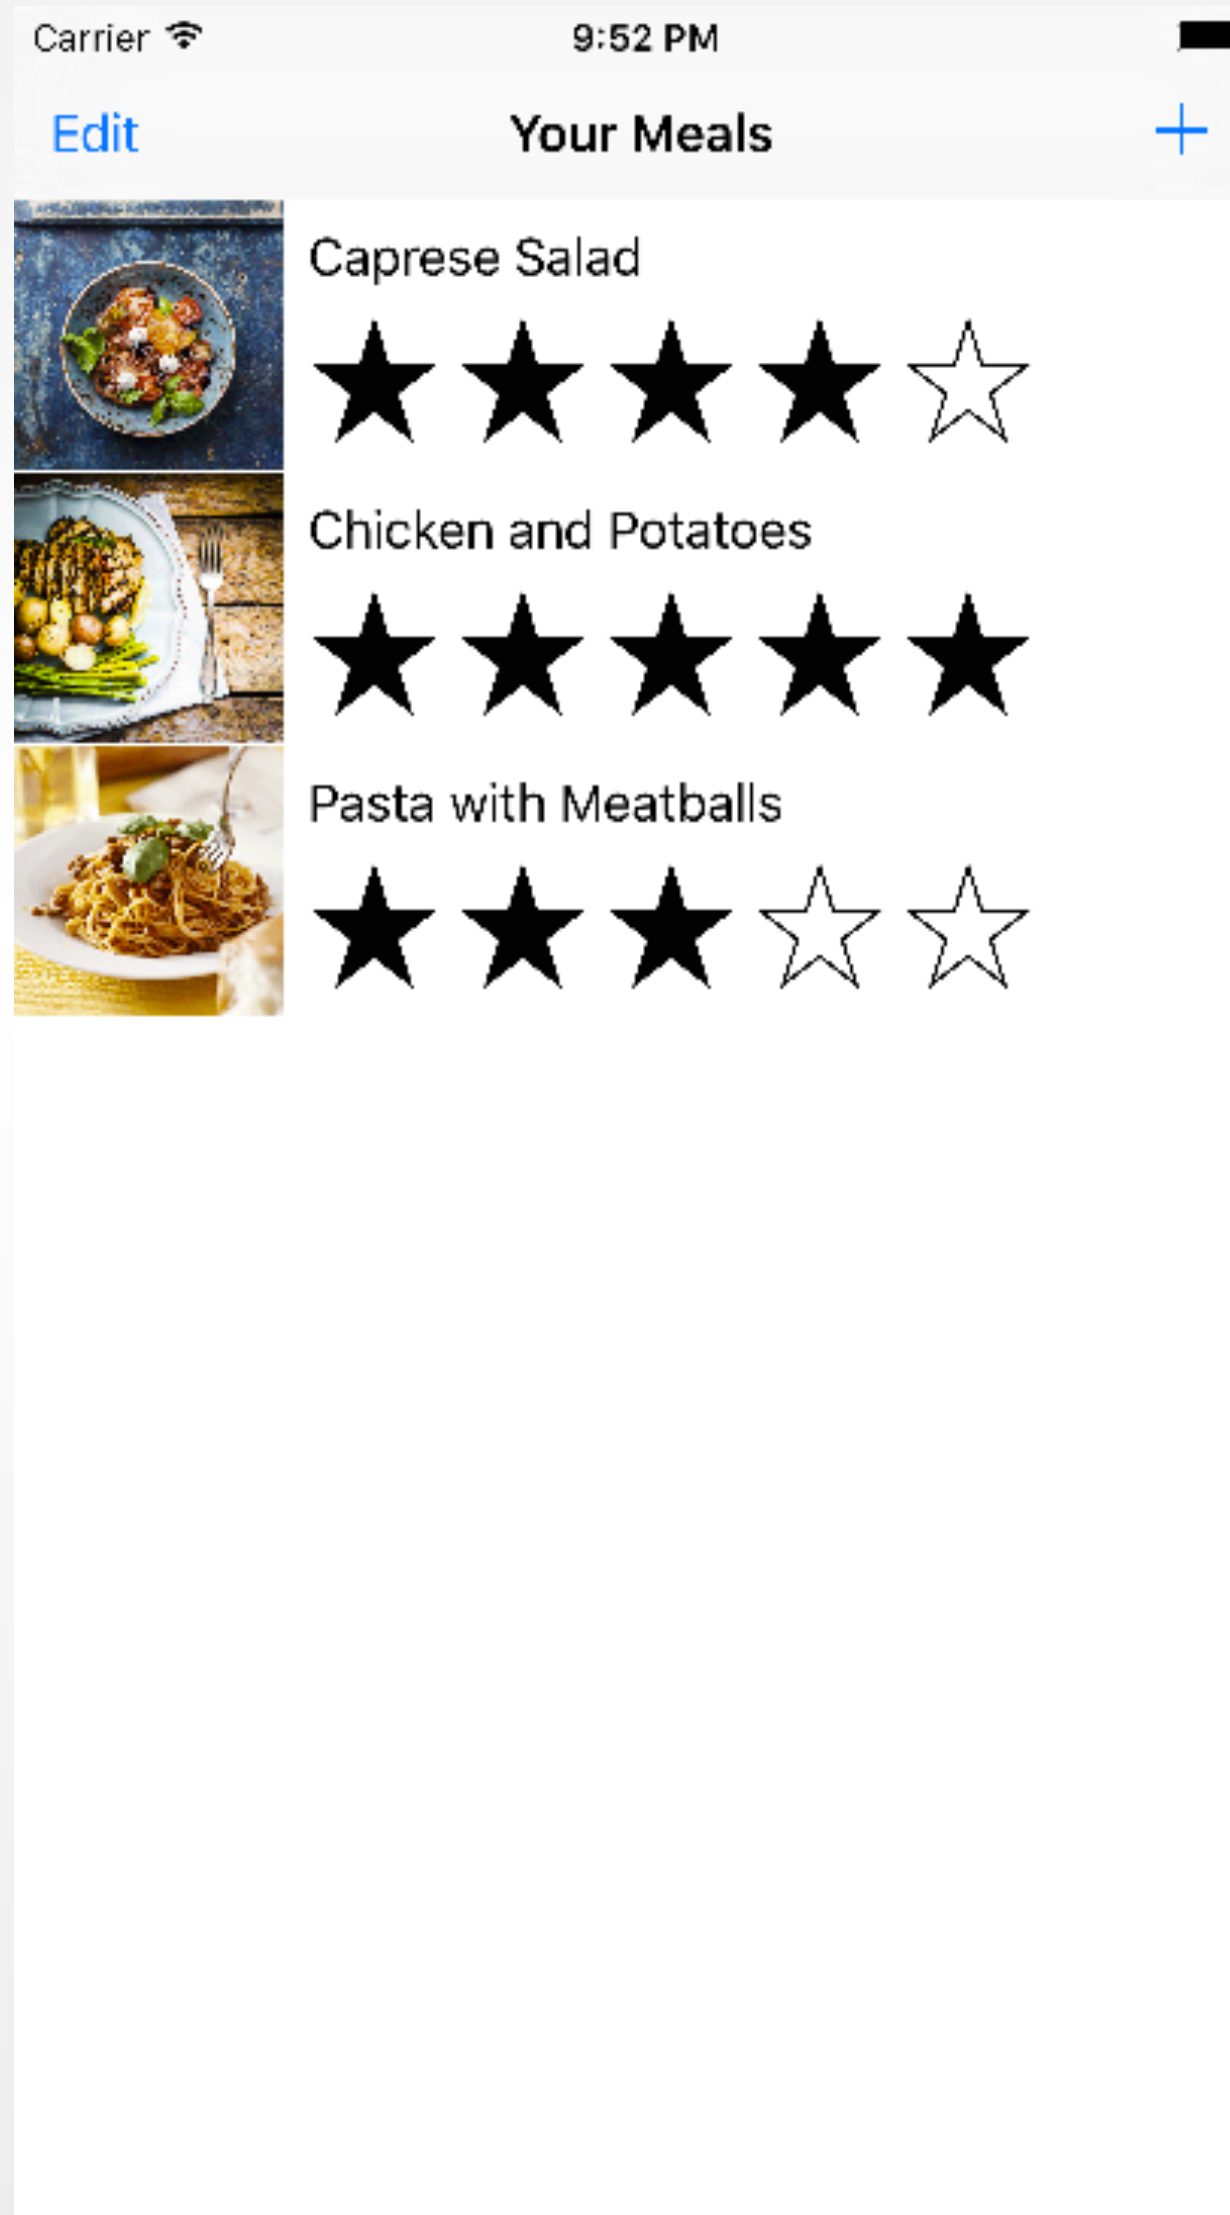 Carrier
9:52 PM
Edit
Your Meals
Caprese Salad
Chicken and Potatoes
Pasta with Meatballs